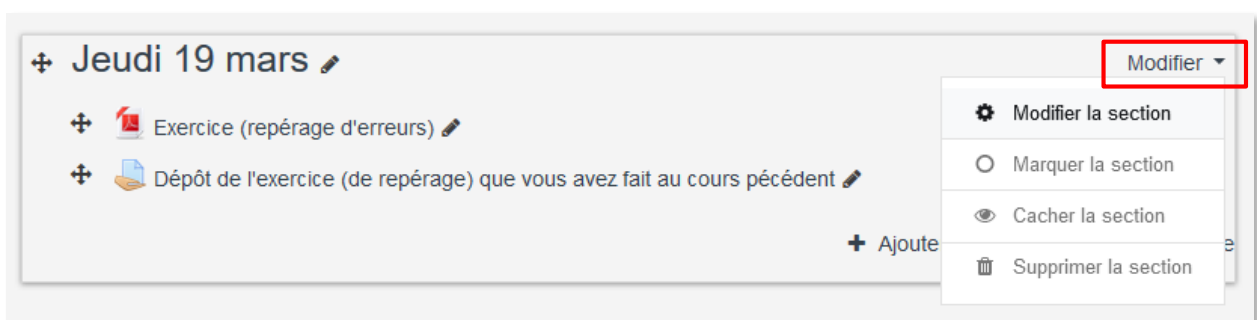 Jeudi 19 mars
Modifier
Exercice (repérage d'erreurs)
Dépôt de l'exercice (de repérage) que vous avez fait au cours pécédent
Modifier la section
Marquer la section
Cacher la section
Supprimer la section
Ajoute
e